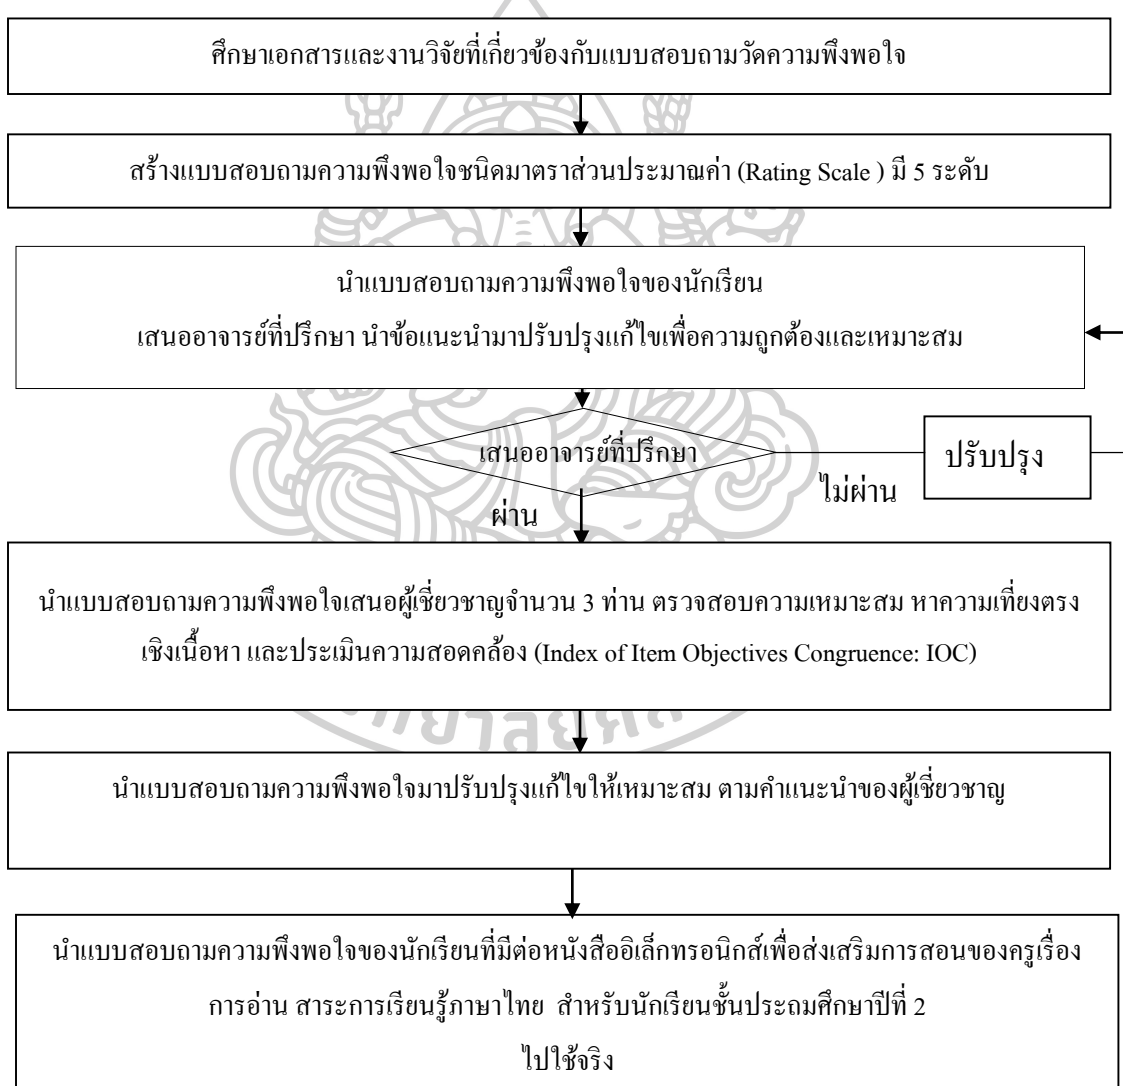 ศึกษาเอกสารและงานวิจัยที่เกี่ยวข้องกับแบบสอบถามวัดความพึงพอใจ
สร้างแบบสอบถามความพึงพอใจชนิดมาตราส่วนประมาณค่า (Rating Scale ) มี 5 ระดับ
นำแบบสอบถามความพึงพอใจของนักเรียน
เสนออาจารย์ที่ปรึกษา นำข้อแนะนำมาปรับปรุงแก้ไขเพื่อความถูกต้องและเหมาะสม
เสนออาจารย์ที่ปรึกษา
ปรับปรุง
ไม่ผ่าน
ผ่าน
นำแบบสอบถามความพึงพอใจเสนอผู้เชี่ยวชาญจำนวน 3 ท่าน ตรวจสอบความเหมาะสม หาความเที่ยงตรง
เชิงเนื้อหา และประเมินความสอดคล้อง (Index of Item Objectives Congruence: IOC)
นำแบบสอบถามความพึงพอใจมาปรับปรุงแก้ไขให้เหมาะสม ตามคำแนะนำของผู้เชี่ยวชาญ
นำแบบสอบถามความพึงพอใจของนักเรียนที่มีต่อหนังสืออิเล็กทรอนิกส์เพื่อส่งเสริมการสอนของครูเรื่อง
การอ่าน สาระการเรียนรู้ภาษาไทย สำหรับนักเรียนชั้นประถมศึกษาปีที่ 2
ไปใช้จริง